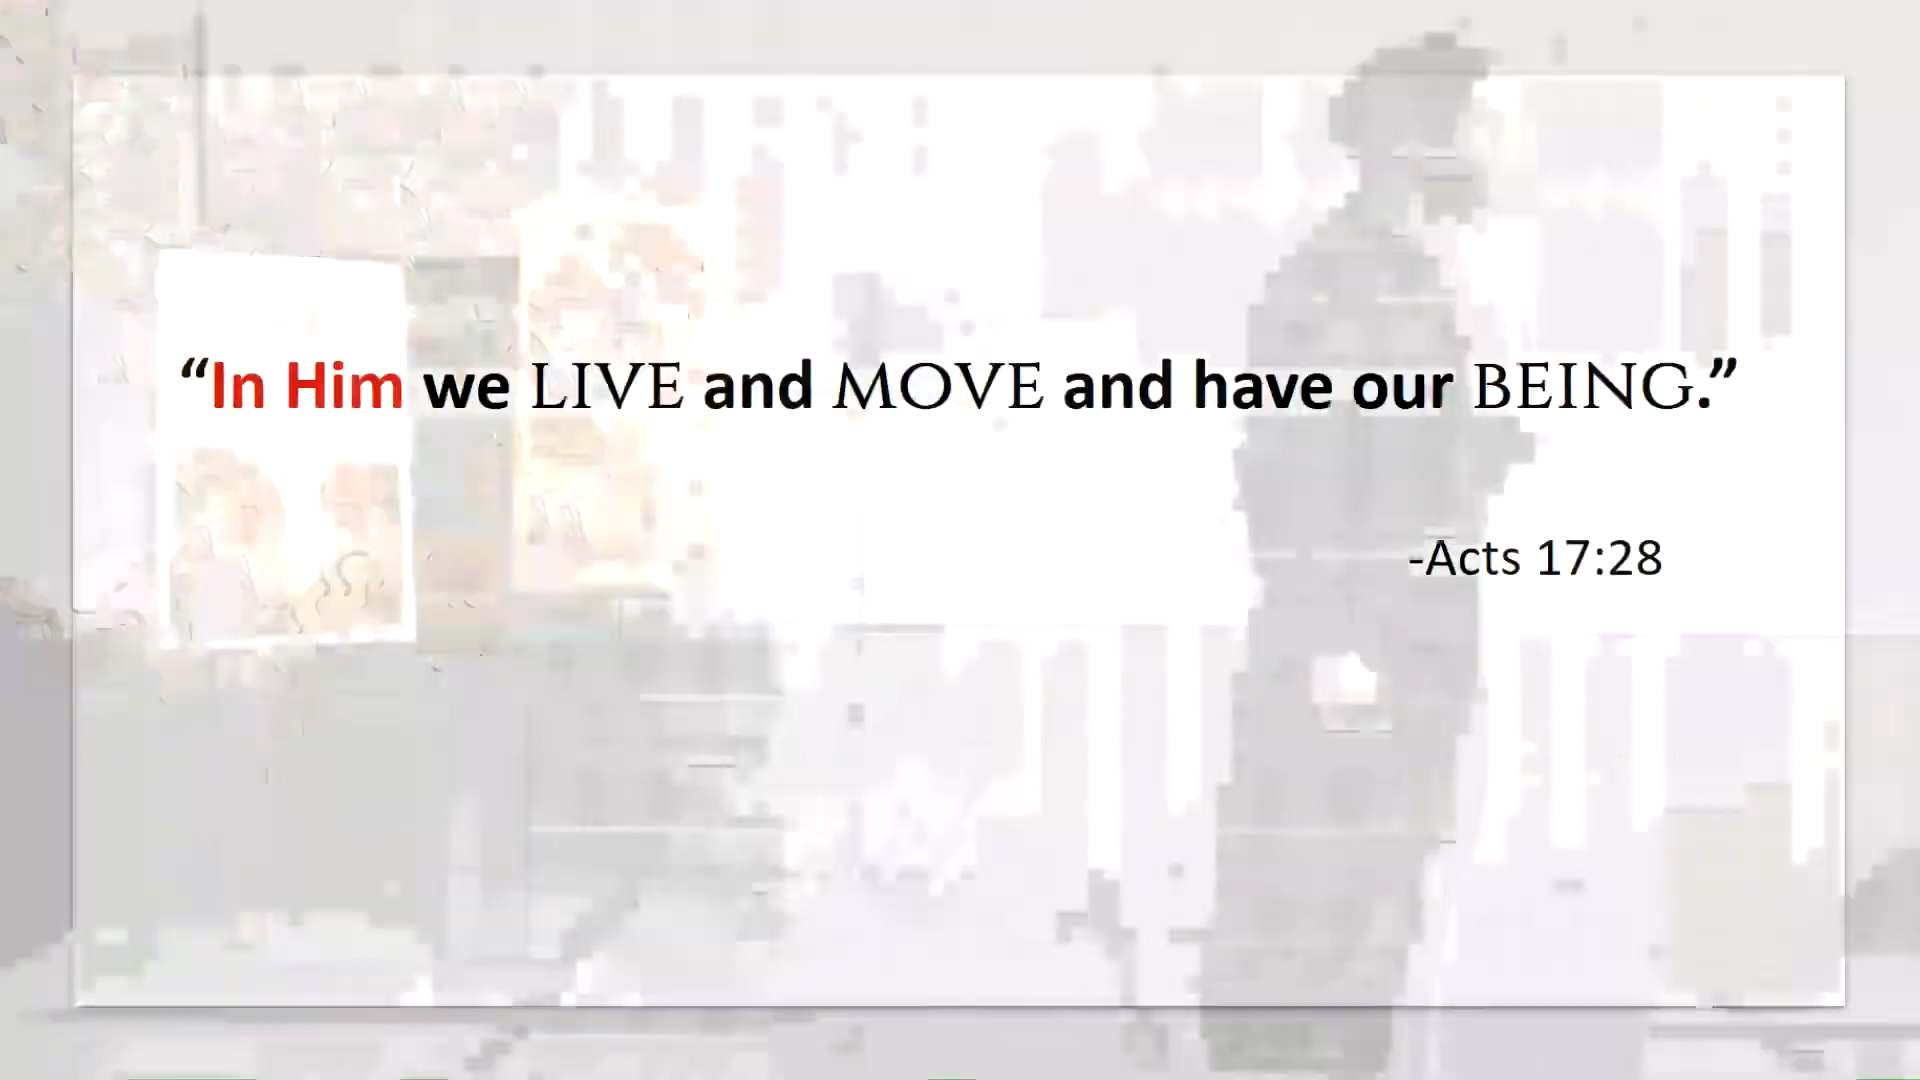 “In Him we LIVE and MOVE and have our BEING.”
-Acts 17:28